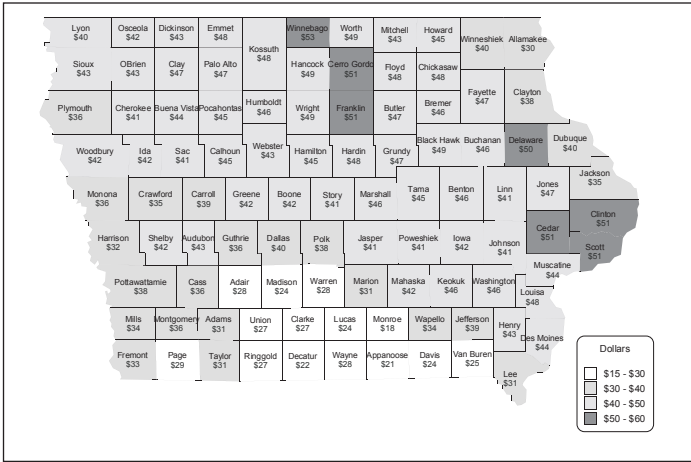 Lyon
$40
Osceola
$42
Dickinson
$43
Emmet
$48
Kossuth
$48
Winnebago
$53
Worth
$49
Mitchell
$43
Howard
$45
Winneshiek
$40
Allamakee
$30
Sioux
$43
OBrien
$43
Clay
$47
Palo Alto
$47
Hancock
$49
Cerro Gordo
$51
Floyd
$48
Chickasaw
$48
Fayette
$47
Clayton
$38
Plymouth
$36
Cherokee
$41
Buena Vista
$44
Pocahontas
$45
Humboldt
$46
Wright
$49
Franklin
$51
Butler
$47
Bremer
$46
Woodbury
$42
Ida
$42
Sac
$41
Calhoun
$45
Webster
$43
Hamilton
$45
Hardin
$48
Grundy
$47
Black Hawk
$49
Buchanan
$46
Delaware
$50
Dubuque
$40
Monona
$36
Crawford
$35
Carroll
$39
Greene
$42
Boone
$42
Story
$41
Marshall
$46
Tama
$45
Benton
$46
Linn
$41
Jones
$47
Jackson
$35
Harrison
$32
Shelby
$42
Audubon
$43
Guthrie
$36
Dallas
$40
Polk
$38
Jasper
$41
Poweshiek
$41
Iowa
$42
Johnson
$41
Cedar
$51
Clinton
$51
Scott
$51
Muscatine
$44
Pottawattamie
$38
Cass
$36
Adair
$28
Madison
$24
Warren
$28
Marion
$31
Mahaska
$42
Keokuk
$46
Washington
$46
Louisa
$48
Mills
$34
Montgomery
$36
Adams
$31
Union
$27
Clarke
$27
Lucas
$24
Monroe
$18
Wapello
$34
Jefferson
$39
Henry
$43
Des Moines
$44
Fremont
$33
Page
$29
Taylor
$31
Ringgold
$27
Decatur
$22
Wayne
$28
Appanoose
$21
Davis
$24
Van Buren
$25
Lee
$31
Dollars
$15 - $30
$30 - $40
$40 - $50
$50 - $60